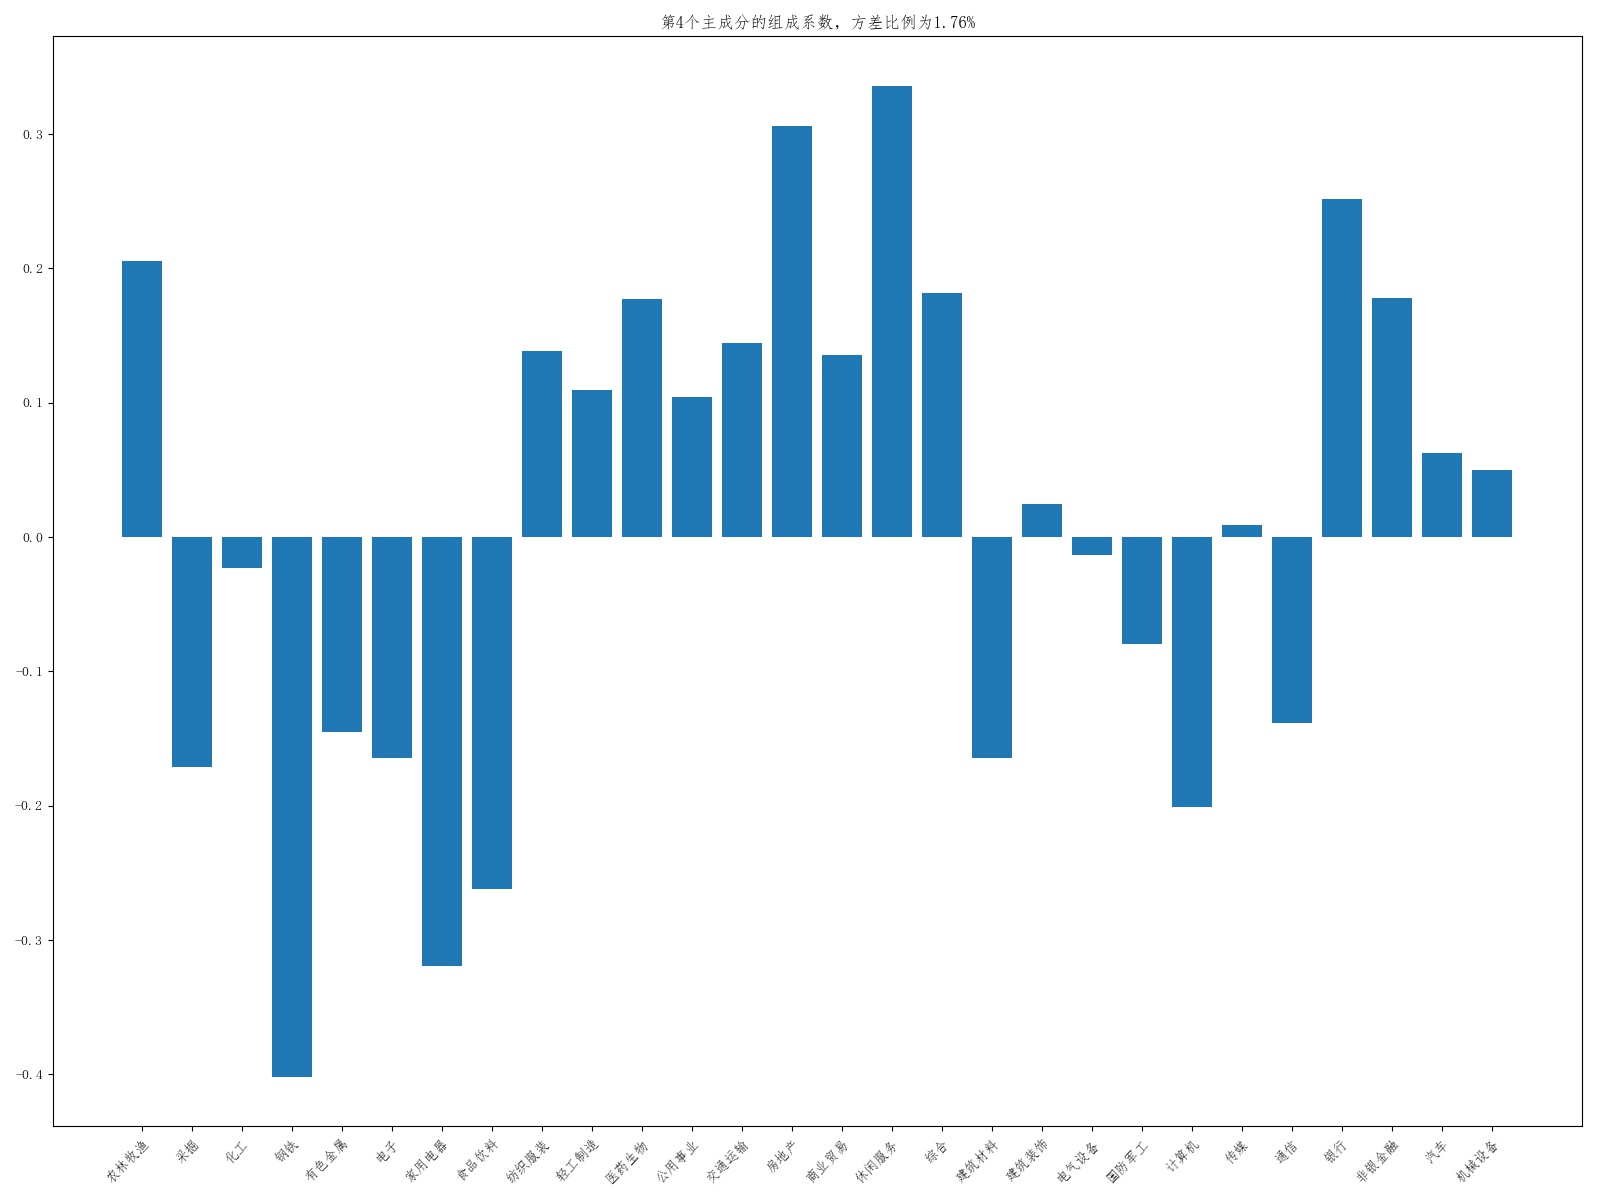 第4个主成分的组成系数，方差比例为1.76%
0.3
0.2
0.1
0.0
-0.1
-0.2
-0.3
-0.4
农林牧渔
采掘
化工
钢铁
有色金属
电子
家用电器
食品饮料
纺织服装
轻工制造
医药生物
公用事业
交通运输
房地产
商业贸易
休闲服务
综合
建筑材料
建筑装饰
电气设备
国防军工
计算机
传媒
通信
银行
非银金融
汽车
机械设备